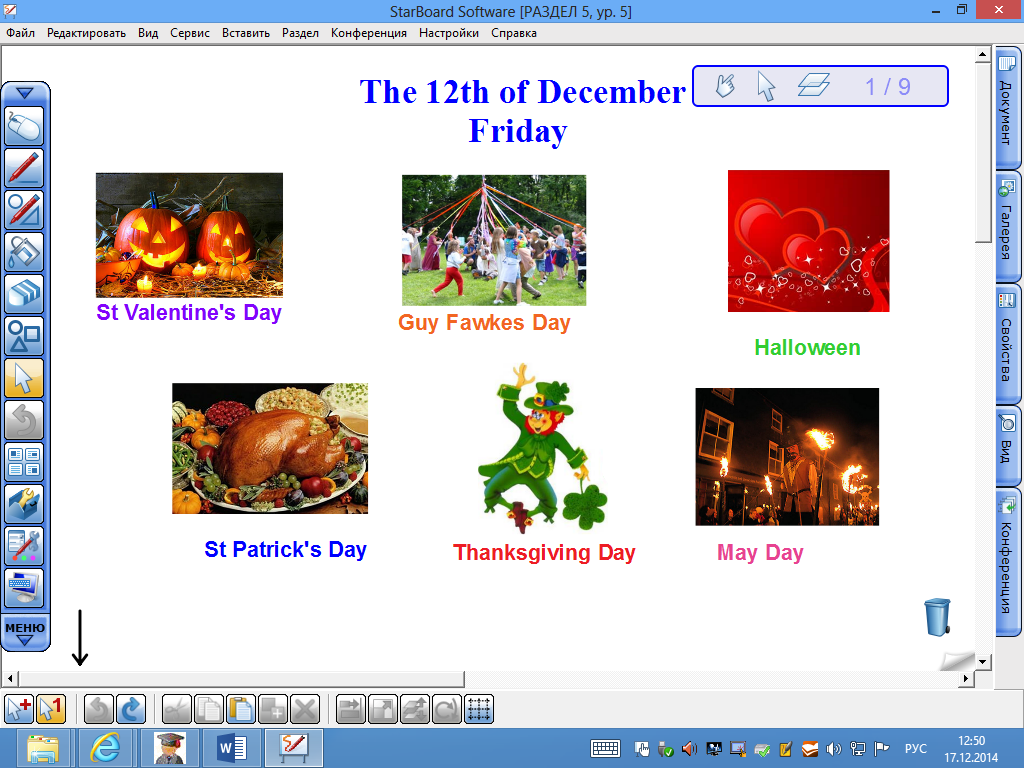 StarBoard Software [РАЗДЕЛ 5, ур. 5]
Файл Редактировать Вид Сервис Вставить Раздел Конференция Настройки Справка
The 12th of December
Friday
1 / 9
St Valentine's Day
Guy Fawkes Day
Halloween
St Patrick's Day
Thanksgiving Day
May Day
МЕНЮ
Документ
Галерея
Свойства
Вид
Конференция
1
РУС
12:50
17.12.2014